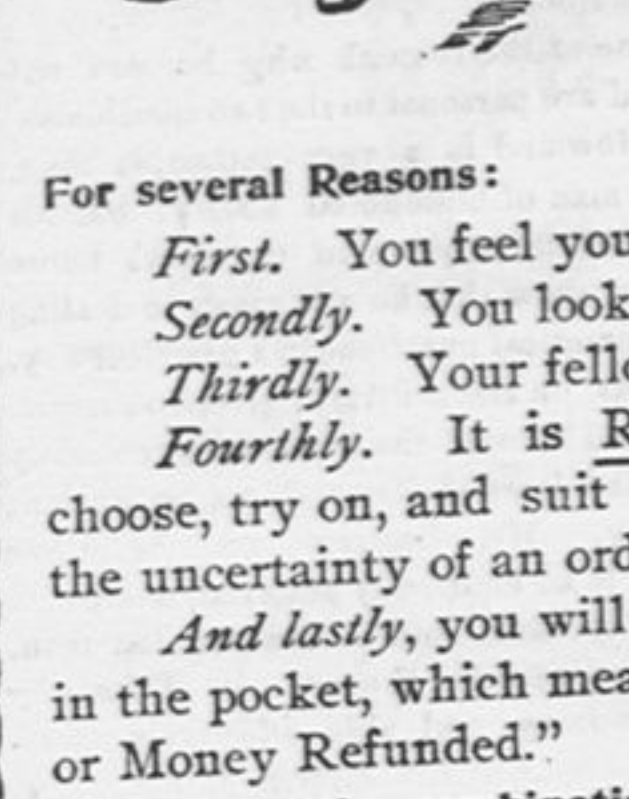 For several Reasons:
First. You feel you
Secondly. You look
Thirdly. Your fello
Fourthly. It is R
choose, try on, and suit
the uncertainty of an ord
And lastly, you will
in the pocket, which mea
or Money Refunded."